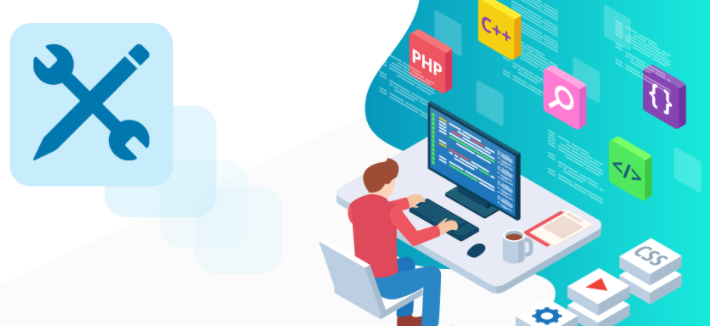 C++
PHP
{}
</>
CSS